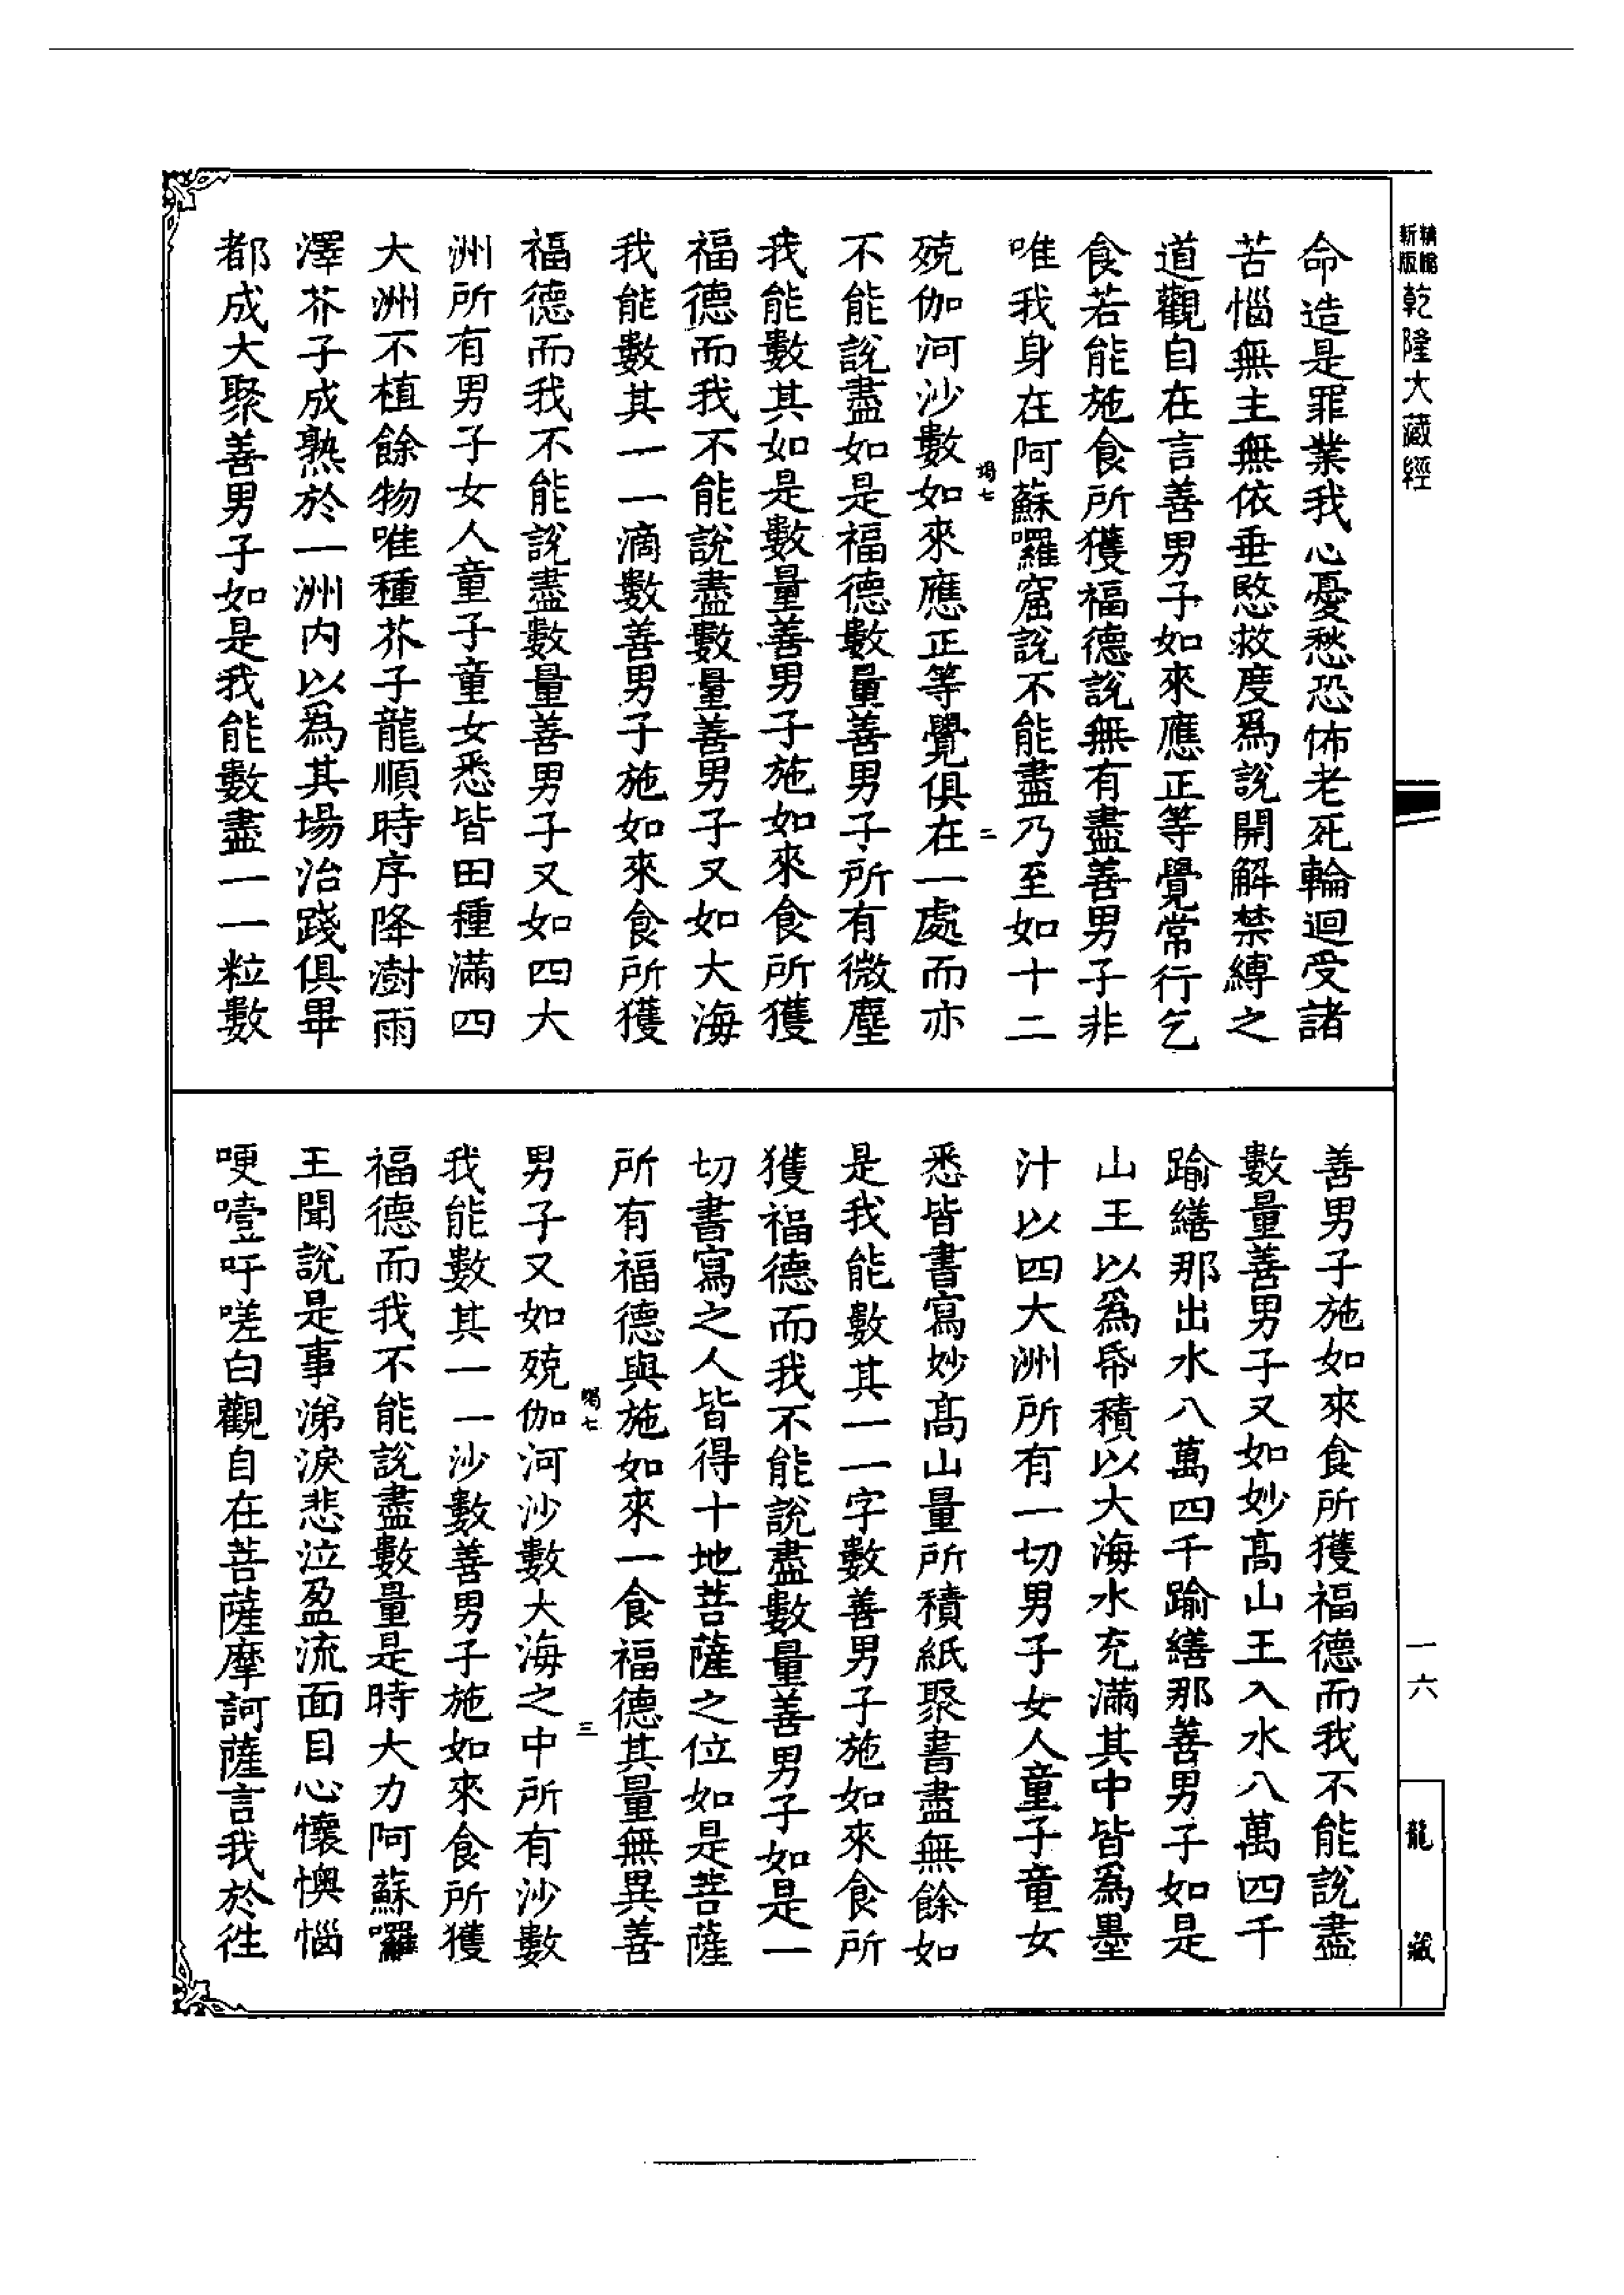 新版
精縮
乾隆大藏經
命造是罪業我心憂愁恐怖老死輪迴受諸
苦惱無主無依垂愍救度爲說開解禁縛之
道觀自在言善男子如來應正等覺常行乞
食若能施食所獲福德說無有盡善男子非
唯我身在阿蘇囉窟說不能盡乃至如十二
竭七
二
殑伽河沙數如來應正等覺俱在一處而亦
不能說盡如是福德數量善男子所有微塵
我能數其如是數量善男子施如來食所獲
福德而我不能說盡數量善男子又如大海
我能數其一一滴數善男子施如來食所獲
福德而我不能說盡數量善男子又如四大
洲所有男子女人童子童女悉皆田種滿四
大洲不植餘物唯種芥子龍順時序降澍雨
澤芥子成熟於一洲内以爲其場治踐俱畢
都成大聚善男子如是我能數盡一一粒數
善男子施如來食所獲福德而我不能說盡
數量善男子又如妙高山王入水八萬四千
踰繕那出水八萬四千踰繕那善男子如是
山王以爲帋積以大海水充滿其中皆爲墨
汁以四大洲所有一切男子女人童子童女
悉皆書寫妙高山量所積紙聚書盡無餘如
是我能數其一一字數善男子施如來食所
獲福德而我不能說盡數量善男子如是一
切書寫之人皆得十地菩薩之位如是菩薩
所有福德與施如來一食福德其量無異善
竭七
三
男子又如殑伽河沙數大海之中所有沙數
我能數其一一沙數善男子施如來食所獲
福德而我不能說盡數量是時大力阿蘇囉
王聞說是事涕淚悲泣盈流面目心懷懊惱
哽噎吁嗟白觀自在菩薩摩訶薩言我於往
一六
龍藏